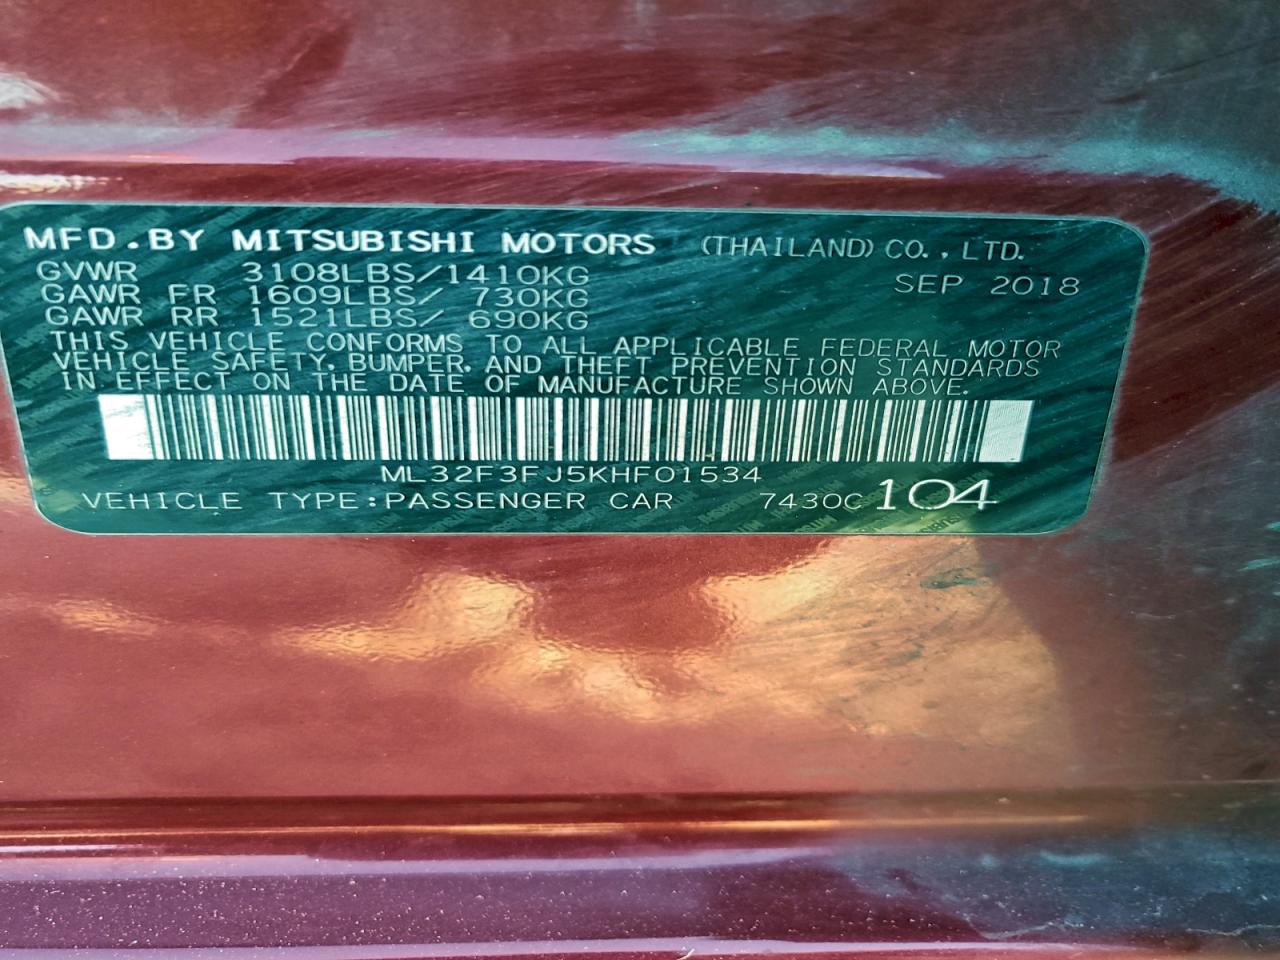 MFD.BY MITSUBISHI MOTORS (THAILAND) CO., LTD.
GVWR 3108LBS/1410KG SEP 2018
GAWR FR 1609LBS/ 730KG
GAWR RR 1521LBS/ 690KG
THIS VEHICLE CONFORMS TO ALL APPLICABLE FEDERAL MOTOR
VEHICLE SAFETY, BUMPER, AND THEFT PREVENTION STANDARDS
IN EFFECT ON THE DATE OF MANUFACTURE SHOWN ABOVE.
ML32F3FJ5KHF01534
VEHICLE TYPE:PASSENGER CAR 7430C 104